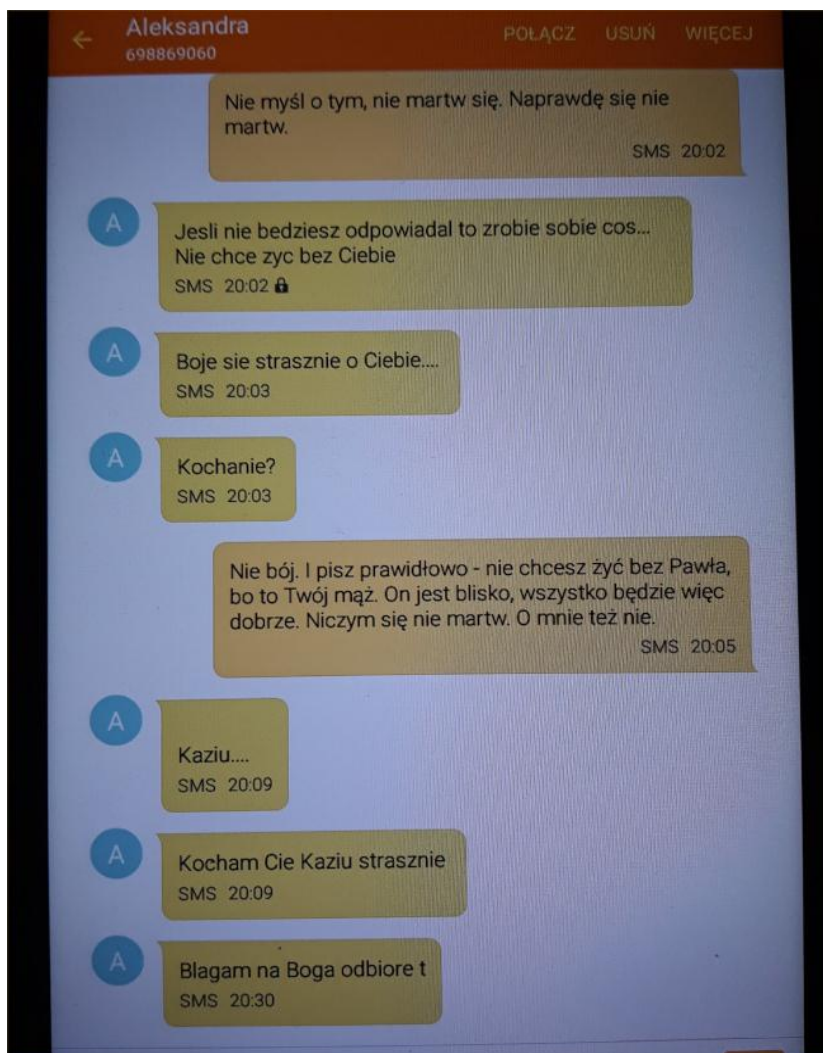 Aleksandra
POŁĄCZ USUŃ WIĘCEJ
698869060
Nie myśl o tym, nie martw się. Naprawdę się nie
martw.
SMS 20:02
A
Jesli nie bedziesz odpowiadal to zrobie sobie cos...
Nie chce zyc bez Ciebie
SMS 20:02
A
Boje sie strasznie o Ciebie....
SMS 20:03
A
Kochanie?
SMS 20:03
Nie bój. I pisz prawidłowo - nie chcesz żyć bez Pawła,
bo to Twój mąż. On jest blisko, wszystko będzie więc
dobrze. Niczym się nie martw. O mnie też nie.
SMS 20:05
A
Kaziu....
SMS 20:09
A
Kocham Cie Kaziu strasznie
SMS 20:09
A
Blagam na Boga odbiore t
SMS 20:30